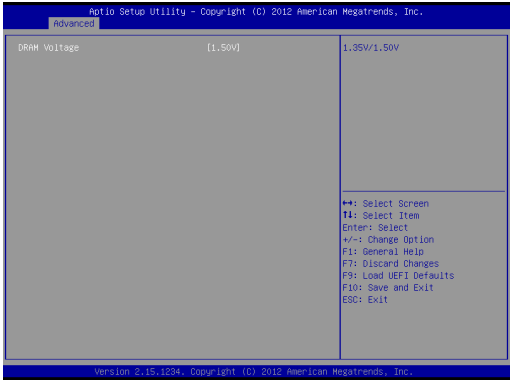 Aptio Setup Utility – Copyright (C) 2012 American Megatrends, Inc.
Advanced
DRAM Voltage [1.50V]
1.35V/1.50V
↔: Select Screen
↑↓: Select Item
Enter: Select
+/-: Change Option
F1: General Help
F7: Discard Changes
F9: Load UEFI Defaults
F10: Save and Exit
ESC: Exit
Version 2.15.1234. Copyright (C) 2012 American Megatrends, Inc.